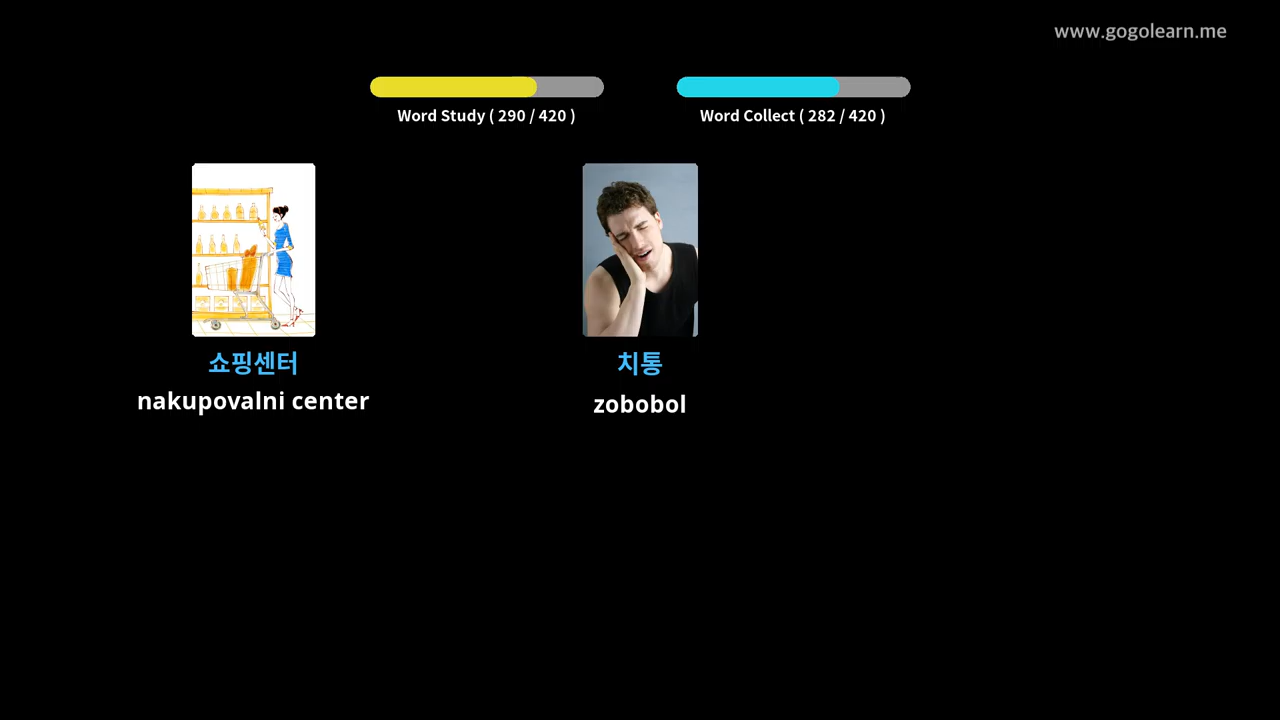 www.gogolearn.me
Word Study ( 290 / 420 )
Word Collect ( 282 / 420 )
쇼핑센터
nakupovalni center
치통
zobobol